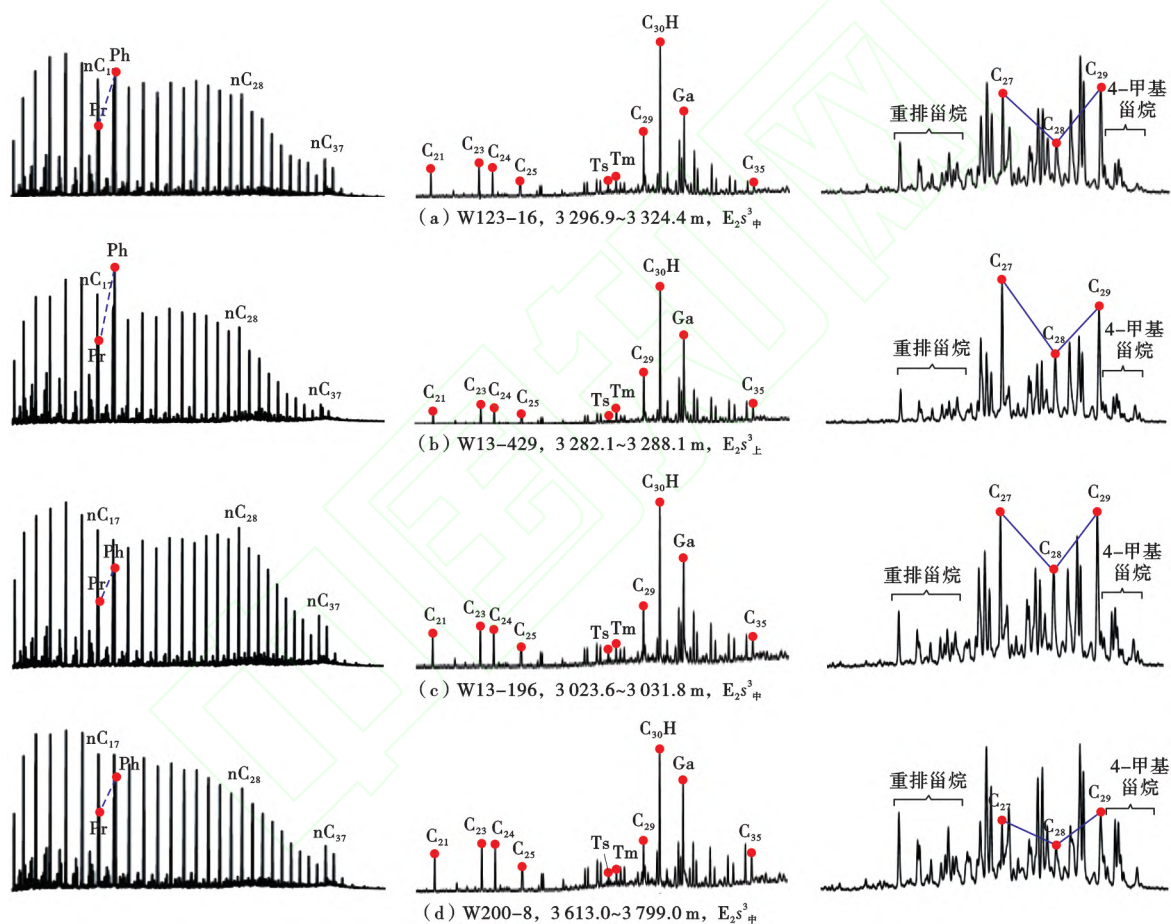 nC₁ Ph Pr nC₂₈ nC₃₇
C₂₁ C₂₃ C₂₄ C₂₅ Ts Tm C₂₉ C₃₀H Ga C₃₅
重排甾烷 C₂₇ C₂₈ C₂₉ 4-甲基
甾烷
(a) W123-16, 3 296.9~3 324.4 m, E₂s³中
nC₁₇ Ph Pr nC₂₈ nC₃₇
C₂₁ C₂₃ C₂₄ C₂₅ Ts Tm C₂₉ C₃₀H Ga C₃₅
重排甾烷 C₂₇ C₂₈ C₂₉ 4-甲基
甾烷
(b) W13-429, 3 282.1~3 288.1 m, E₂s³上
nC₁₇ Ph Pr nC₂₈ nC₃₇
C₂₁ C₂₃ C₂₄ C₂₅ Ts Tm C₂₉ C₃₀H Ga C₃₅
重排甾烷 C₂₇ C₂₈ C₂₉ 4-甲基
甾烷
(c) W13-196, 3 023.6~3 031.8 m, E₂s³中
nC₁₇ Ph Pr nC₂₈ nC₃₇
C₂₁ C₂₃ C₂₄ C₂₅ Ts Tm C₂₉ C₃₀H Ga C₃₅
重排甾烷 C₂₇ C₂₈ C₂₉ 4-甲基
甾烷
(d) W200-8, 3 613.0~3 799.0 m, E₂s³中